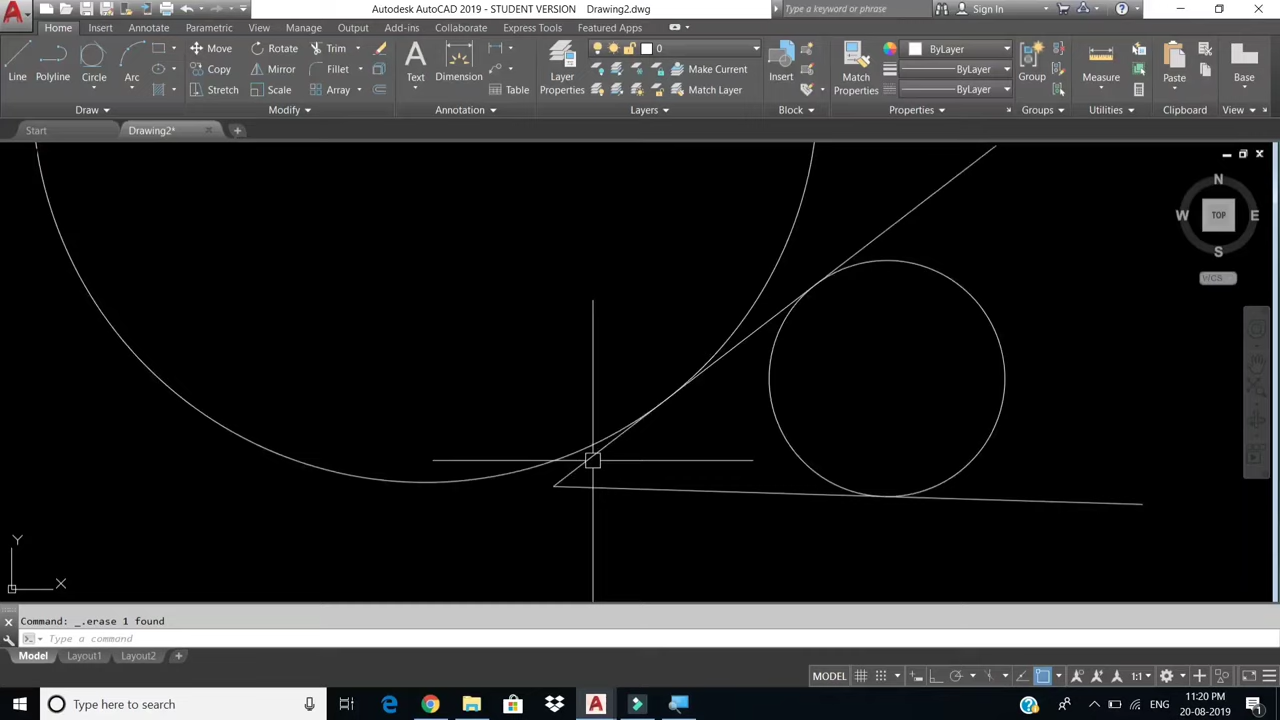 Autodesk AutoCAD 2019 - STUDENT VERSION Drawing2.dwg
Type a keyword or phrase
Sign In
Home Insert Annotate Parametric View Manage Output Add-ins Collaborate Express Tools Featured Apps
Line Polyline Circle Arc
Move Rotate Trim
Copy Mirror Fillet
Stretch Scale Array
Text Dimension Table
Layer Properties
0
Make Current
Match Layer
Insert
Match Properties
ByLayer
ByLayer
ByLayer
Group
Measure
Paste
Base
Draw Modify Annotation Layers Block Properties Groups Utilities Clipboard View
Start Drawing2*
N
W TOP E
S
WCS
Y
X
Command: _.erase 1 found
Type a command
Model Layout1 Layout2
MODEL 1:1
Type here to search
ENG
11:20 PM
20-08-2019
1